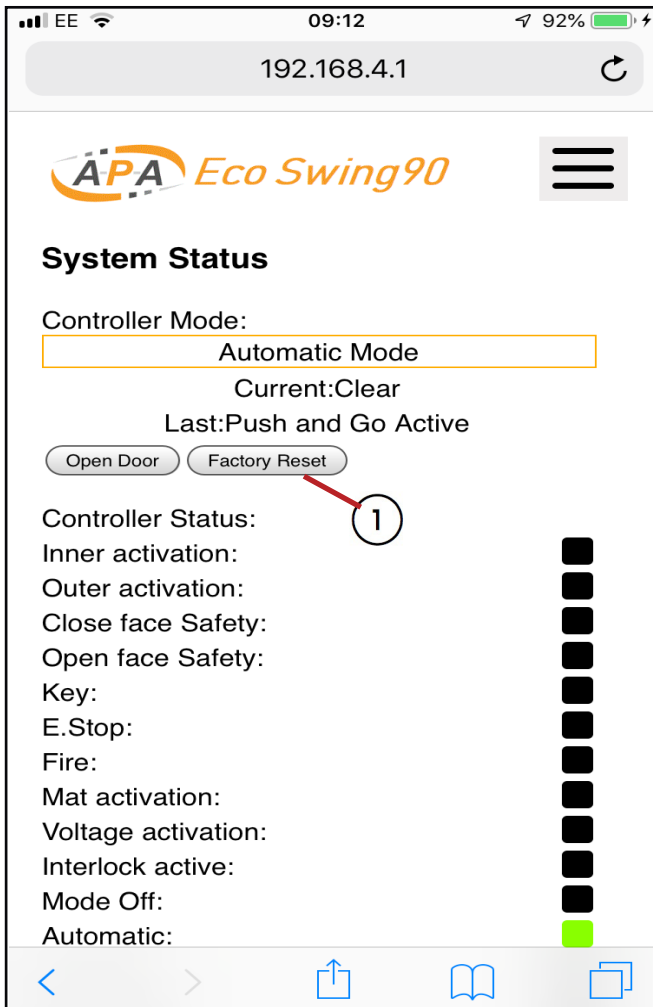 EE 09:12 92%
192.168.4.1
APA Eco Swing90
System Status
Controller Mode:
Automatic Mode
Current:Clear
Last:Push and Go Active
Open Door Factory Reset
1
Controller Status:
Inner activation:
Outer activation:
Close face Safety:
Open face Safety:
Key:
E.Stop:
Fire:
Mat activation:
Voltage activation:
Interlock active:
Mode Off:
Automatic: